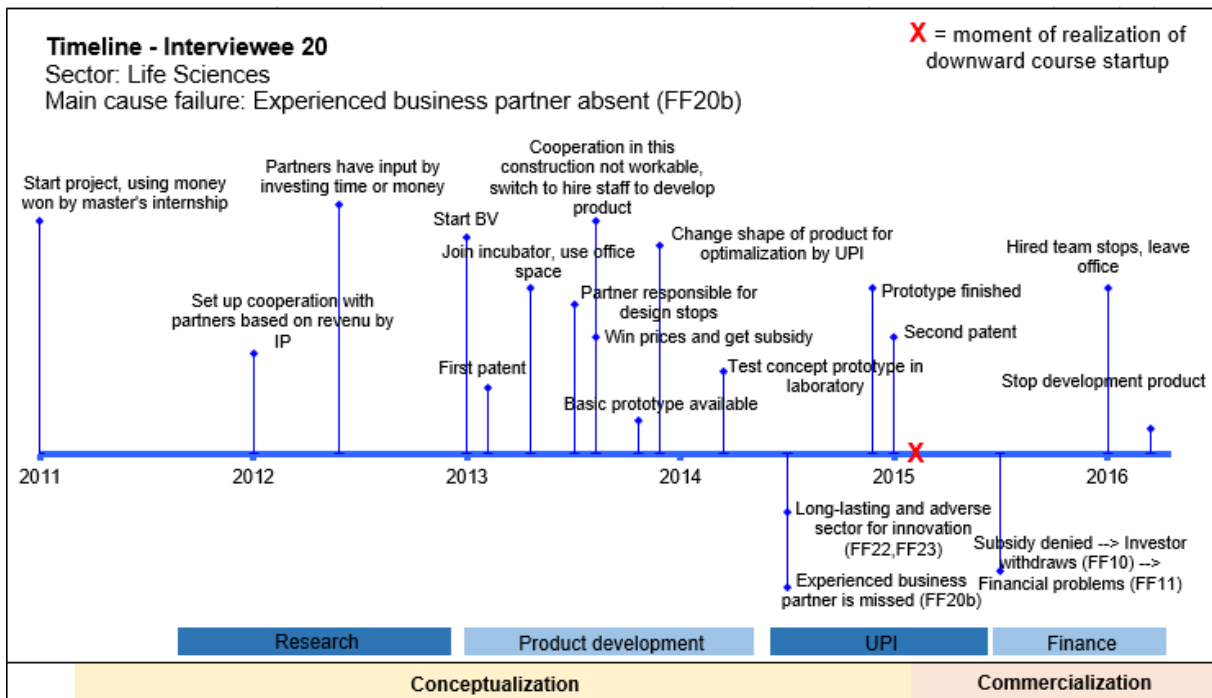 Timeline - Interviewee 20
Sector: Life Sciences
Main cause failure: Experienced business partner absent (FF20b)
X = moment of realization of
downward course startup
Start project, using money
won by master's internship
Set up cooperation with
partners based on revenu by
IP
Partners have input by
investing time or money
Start BV
First patent
Join incubator, use office
space
Cooperation in this
construction not workable,
switch to hire staff to develop
product
Partner responsible for
design stops
Win prices and get subsidy
Basic prototype available
Change shape of product for
optimalization by UPI
Test concept prototype in
laboratory
Prototype finished
Second patent
Hired team stops, leave
office
Stop development product
X
2011
2012
2013
2014
2015
2016
Long-lasting and adverse
sector for innovation
(FF22,FF23)
Experienced business
partner is missed (FF20b)
Subsidy denied --> Investor
withdraws (FF10) -->
Financial problems (FF11)
Research
Product development
UPI
Finance
Conceptualization
Commercialization